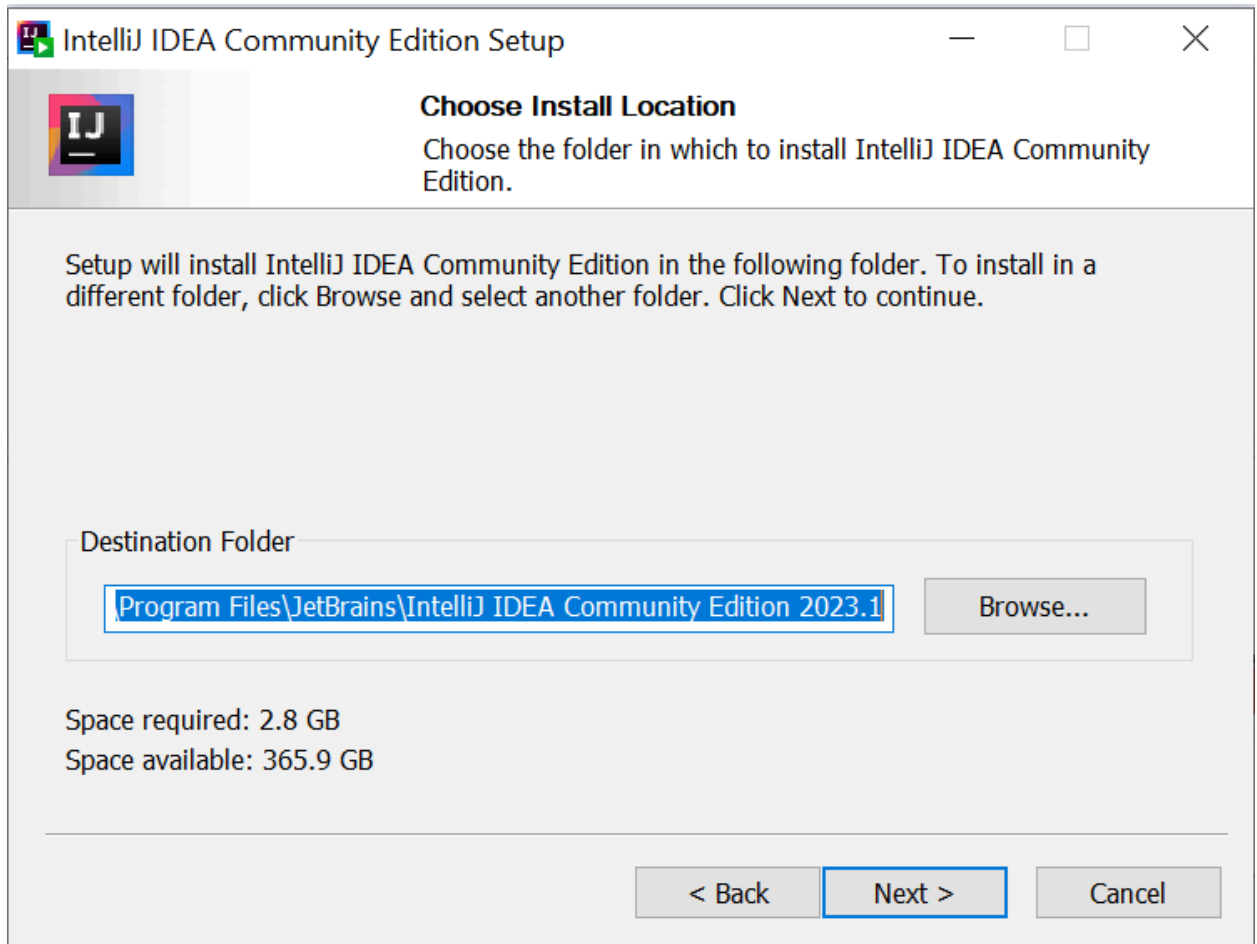 IntelliJ IDEA Community Edition Setup
IJ
Choose Install Location
Choose the folder in which to install IntelliJ IDEA Community
Edition.
Setup will install IntelliJ IDEA Community Edition in the following folder. To install in a
different folder, click Browse and select another folder. Click Next to continue.
Destination Folder
\Program Files\JetBrains\IntelliJ IDEA Community Edition 2023.1
Browse...
Space required: 2.8 GB
Space available: 365.9 GB
< Back
Next >
Cancel